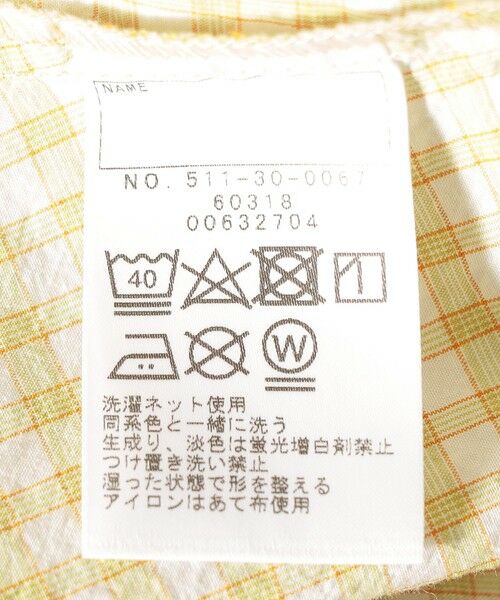 NAME
NO. 511-30-0067
60318
00632704
40
W
洗濯ネット使用
同系色と一緒に洗う
生成り、淡色は蛍光増白剤禁止
つけ置き洗い禁止
湿った状態で形を整える
アイロンはあて布使用